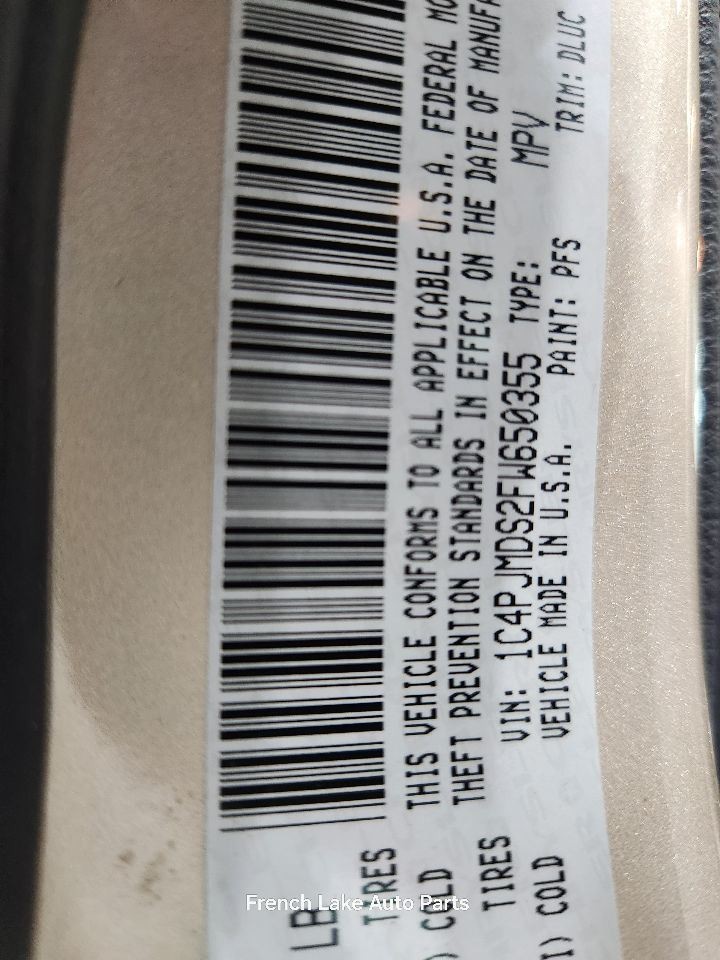 LB
TIRES
) COLD
TIRES
I) COLD
THIS VEHICLE CONFORMS TO ALL APPLICABLE U.S.A. FEDERAL MO
THEFT PREVENTION STANDARDS IN EFFECT ON THE DATE OF MANUFA
VIN: 1C4PJMDS2FW650355 TYPE: MPV
VEHICLE MADE IN U.S.A. PAINT: PFS TRIM: DLUC
French Lake Auto Parts